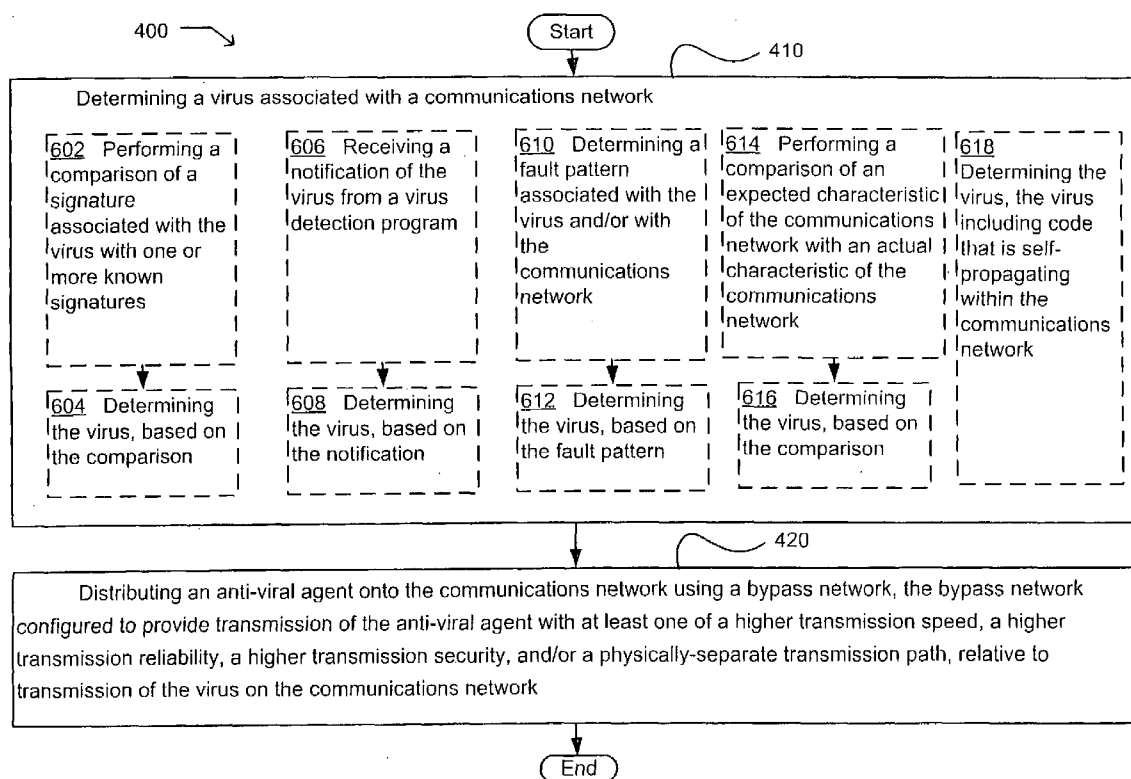 400
Start
410
Determining a virus associated with a communications network
602 Performing a
comparison of a
signature
associated with the
virus with one or
more known
signatures
606 Receiving a
notification of the
virus from a virus
detection program
610 Determining a
fault pattern
associated with the
virus and/or with
the
communications
network
614 Performing a
comparison of an
expected characteristic
of the communications
network with an actual
characteristic of the
communications
network
618
Determining the
virus, the virus
including code
that is self-
propagating
within the
communications
network
604 Determining
the virus, based on
the comparison
608 Determining
the virus, based on
the notification
612 Determining
the virus, based on
the fault pattern
616 Determining
the virus, based on
the comparison
420
Distributing an anti-viral agent onto the communications network using a bypass network, the bypass network
configured to provide transmission of the anti-viral agent with at least one of a higher transmission speed, a higher
transmission reliability, a higher transmission security, and/or a physically-separate transmission path, relative to
transmission of the virus on the communications network
End